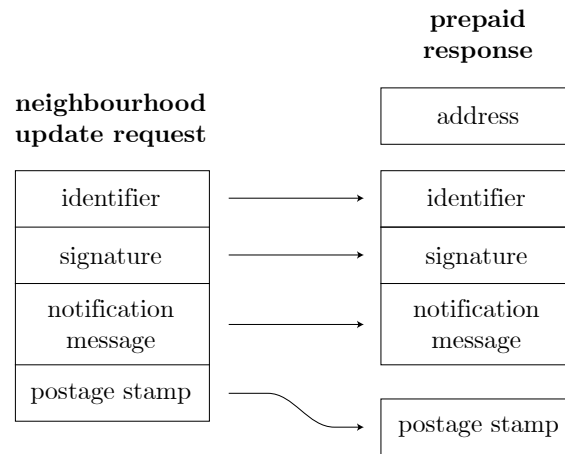 neighbourhood
update request
identifier
signature
notification
message
postage stamp
prepaid
response
address
identifier
signature
notification
message
postage stamp